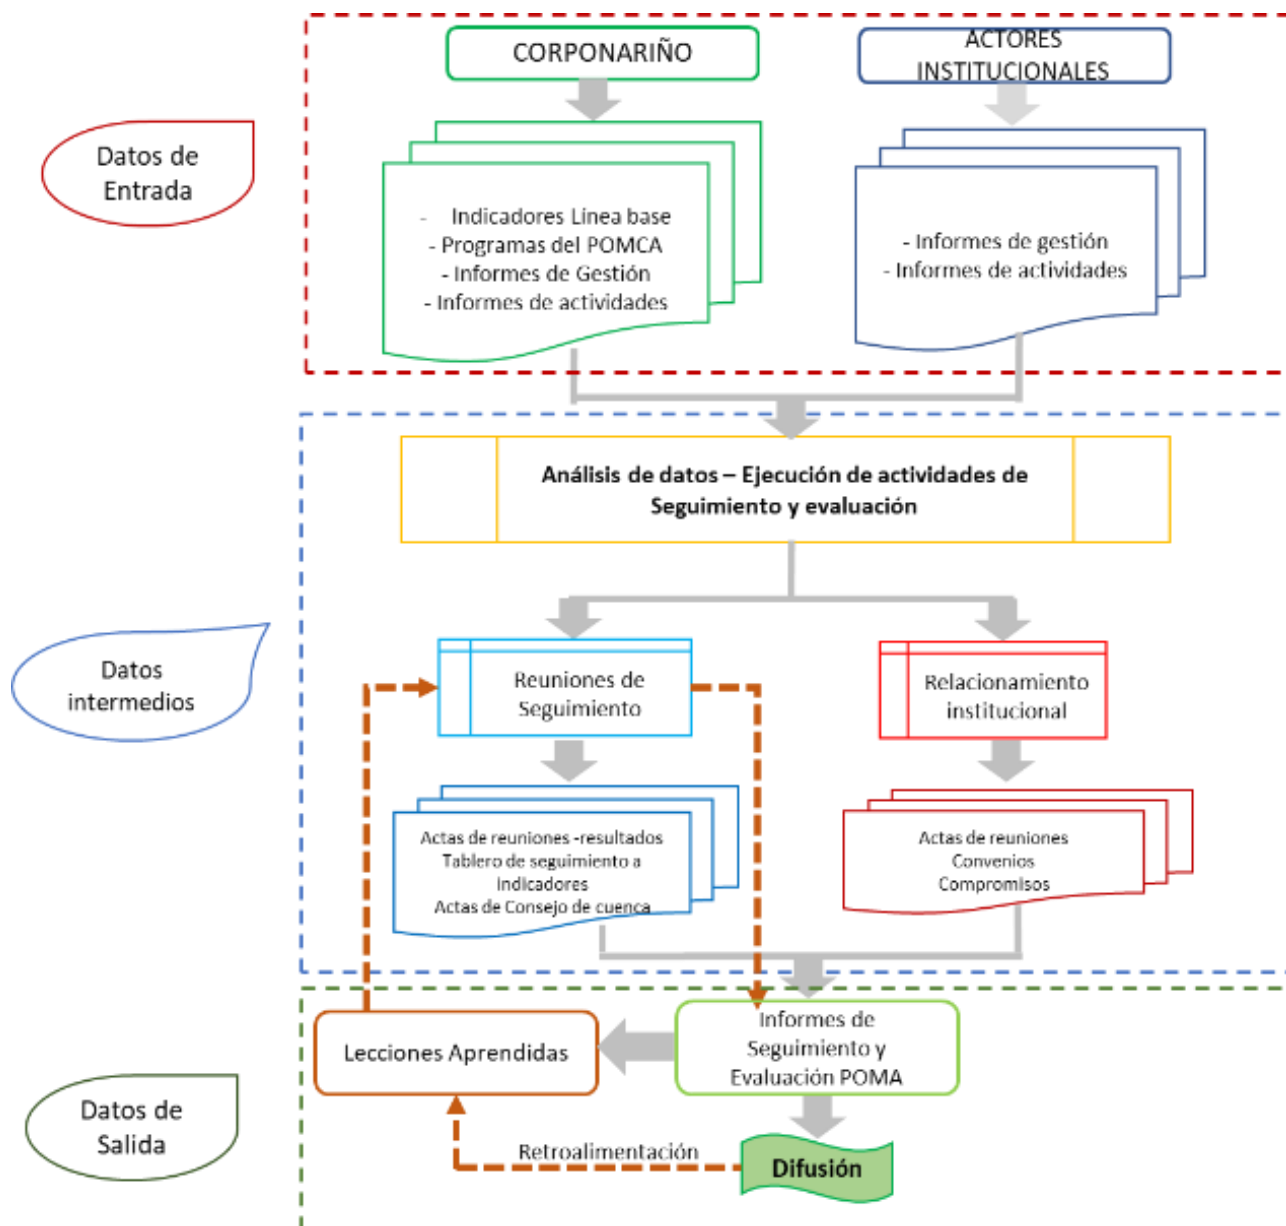 CORPONARIÑO
ACTORES
INSTITUCIONALES
Datos de
Entrada
- Indicadores Línea base
- Programas del POMCA
- Informes de Gestión
- Informes de actividades
- Informes de gestión
- Informes de actividades
Análisis de datos – Ejecución de actividades de
Seguimiento y evaluación
Datos
intermedios
Reuniones de
Seguimiento
Relacionamiento
institucional
Actas de reuniones -resultados
Tablero de seguimiento a
Indicadores
Actas de Consejo de cuenca
Actas de reuniones
Convenios
Compromisos
Datos de
Salida
Lecciones Aprendidas
Informes de
Seguimiento y
Evaluación POMA
Retroalimentación
Difusión